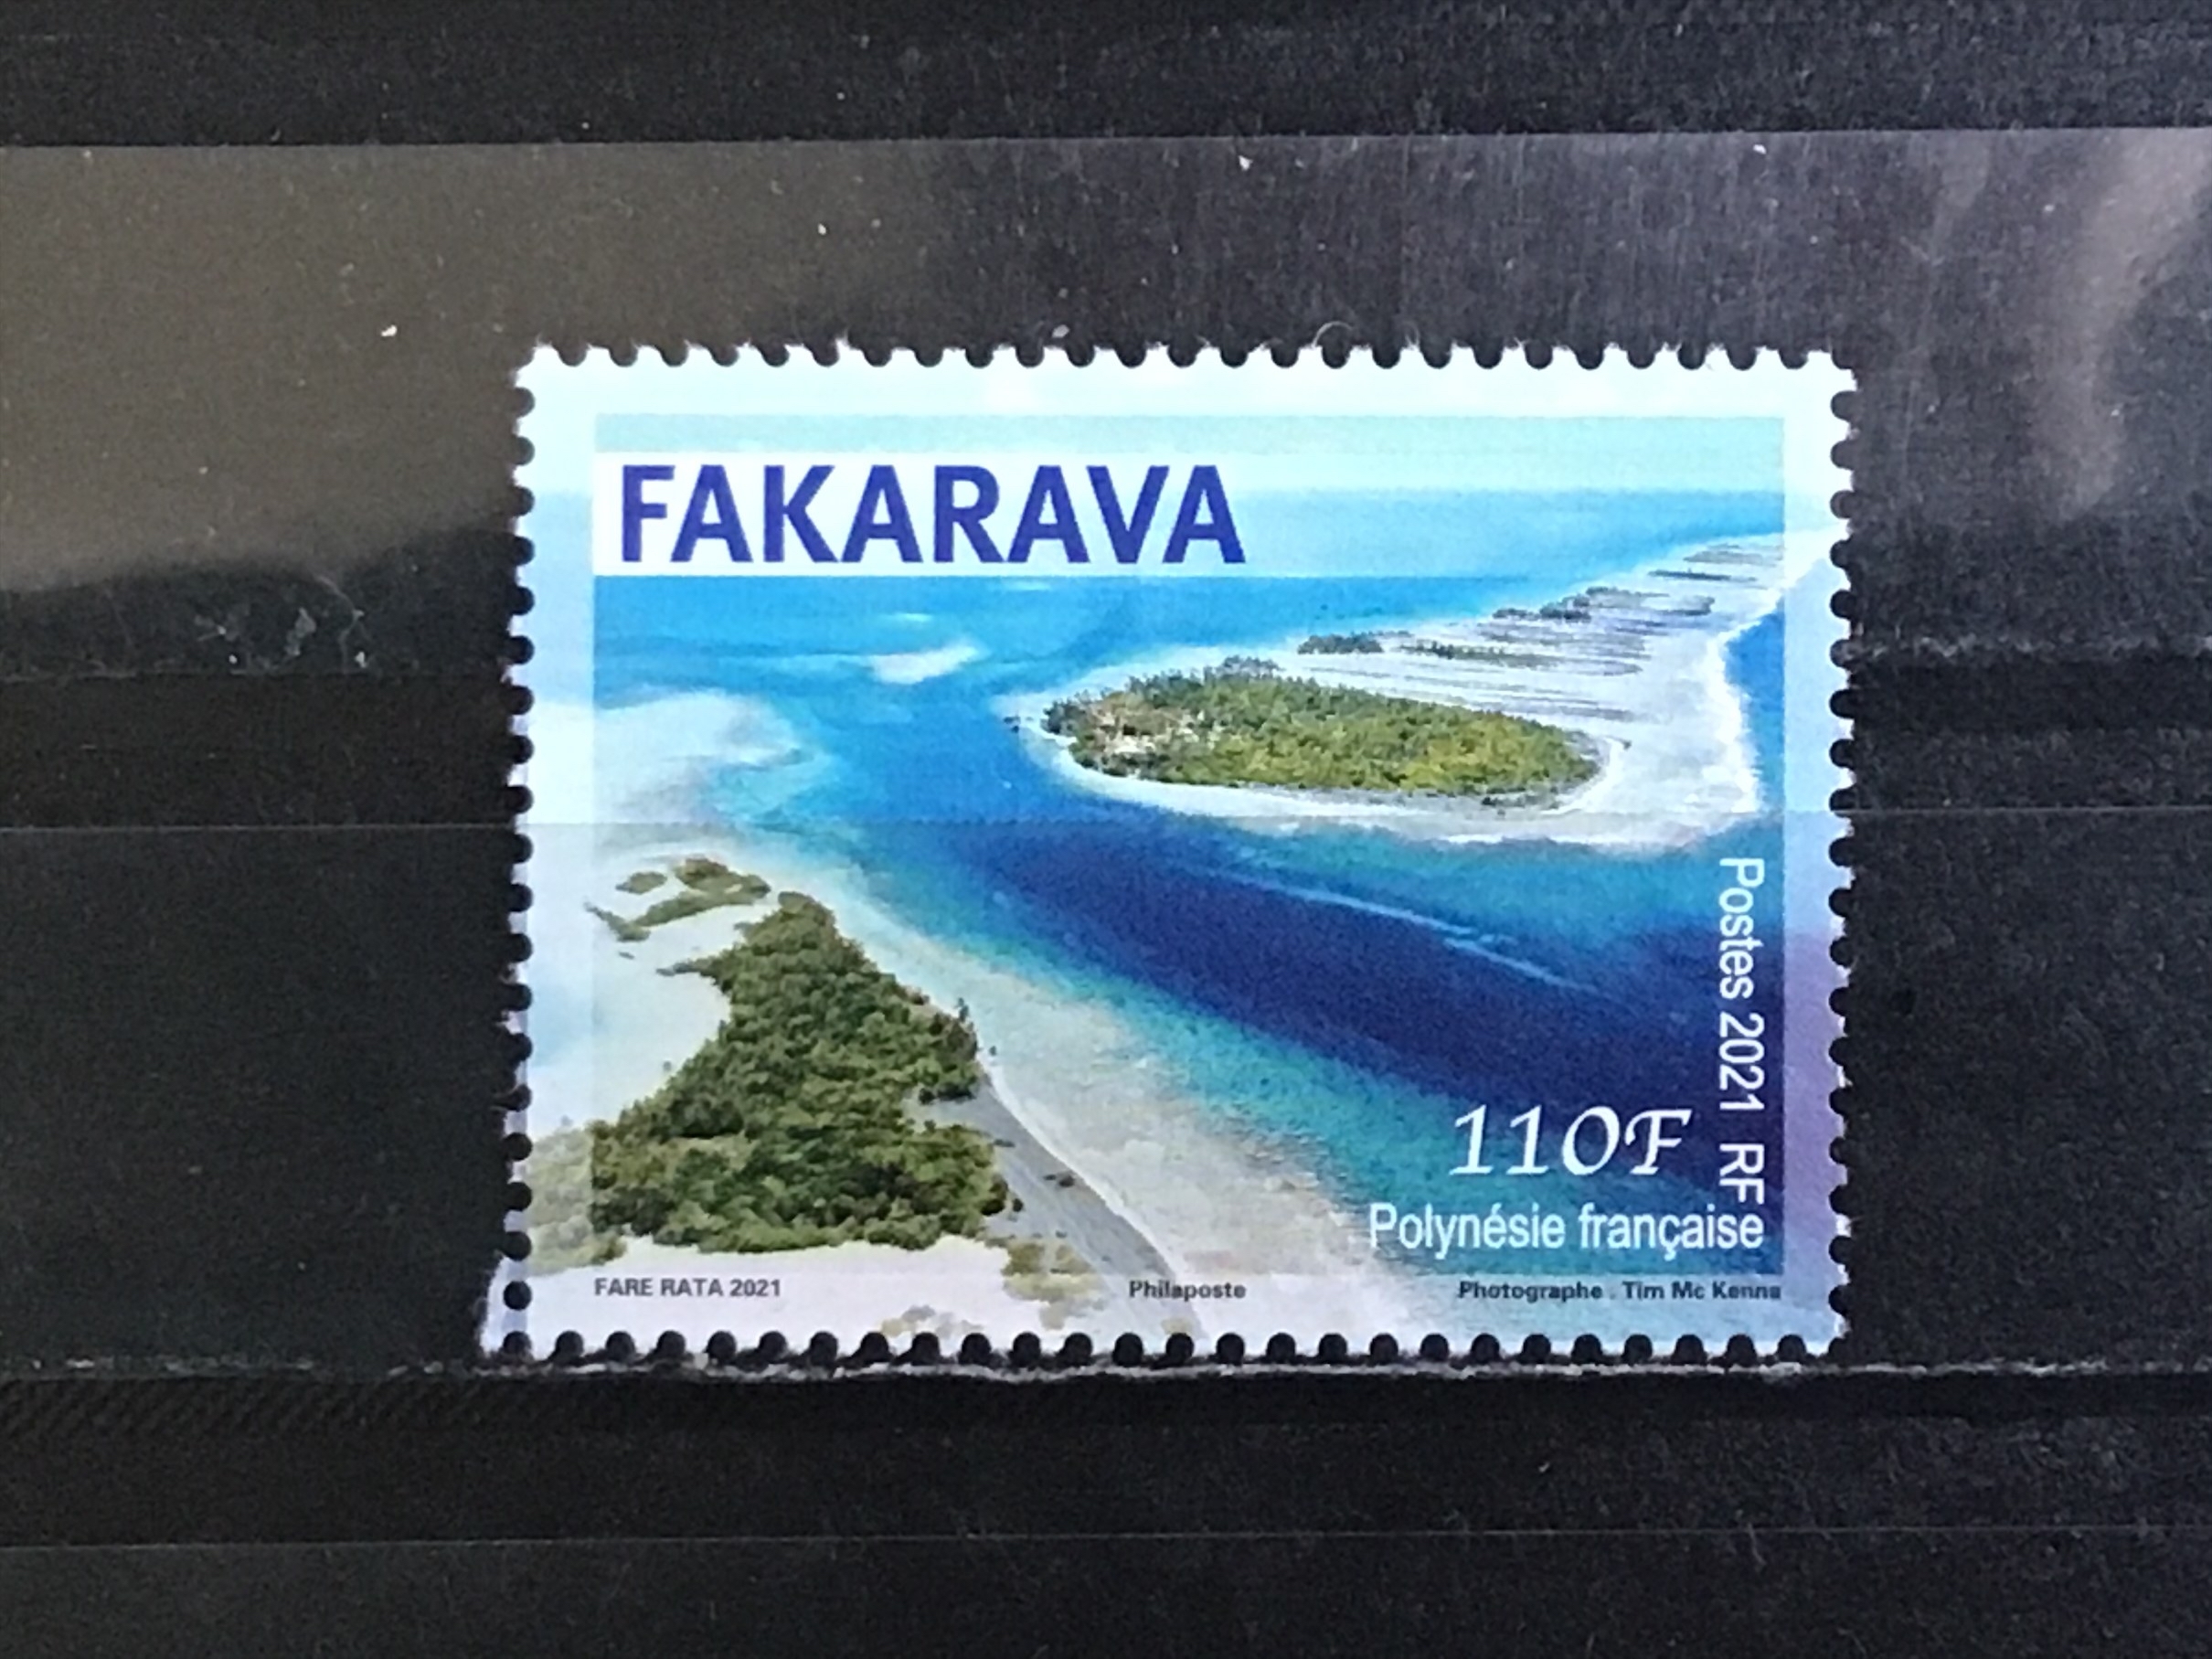 FAKARAVA
Postes 2021 RF
110F
Polynésie française
FARE RATA 2021
Philaposte
Photographe : Tim Mc Kenna